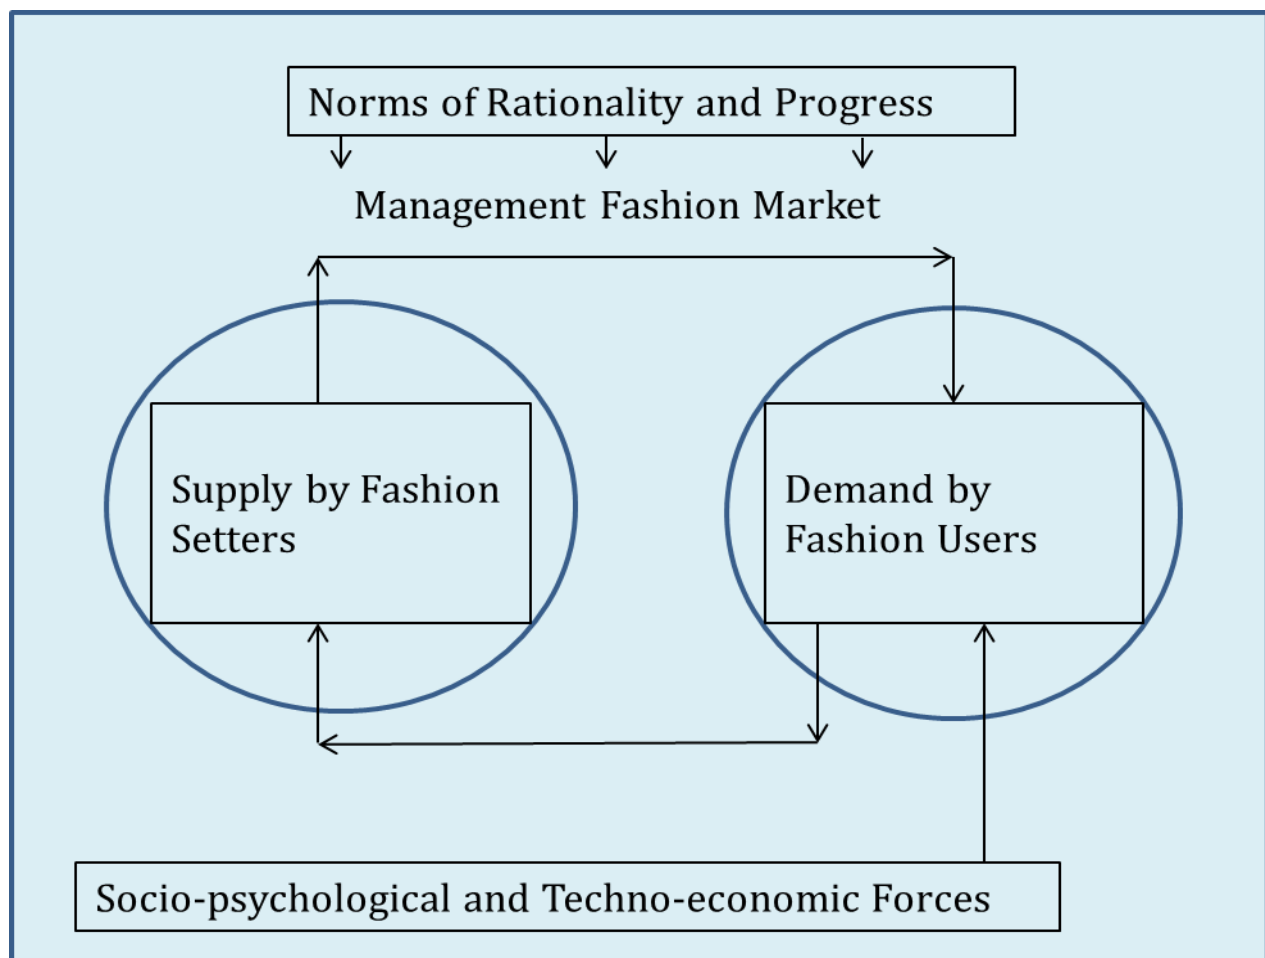 Norms of Rationality and Progress
Management Fashion Market
Supply by Fashion
Setters
Demand by
Fashion Users
Socio-psychological and Techno-economic Forces